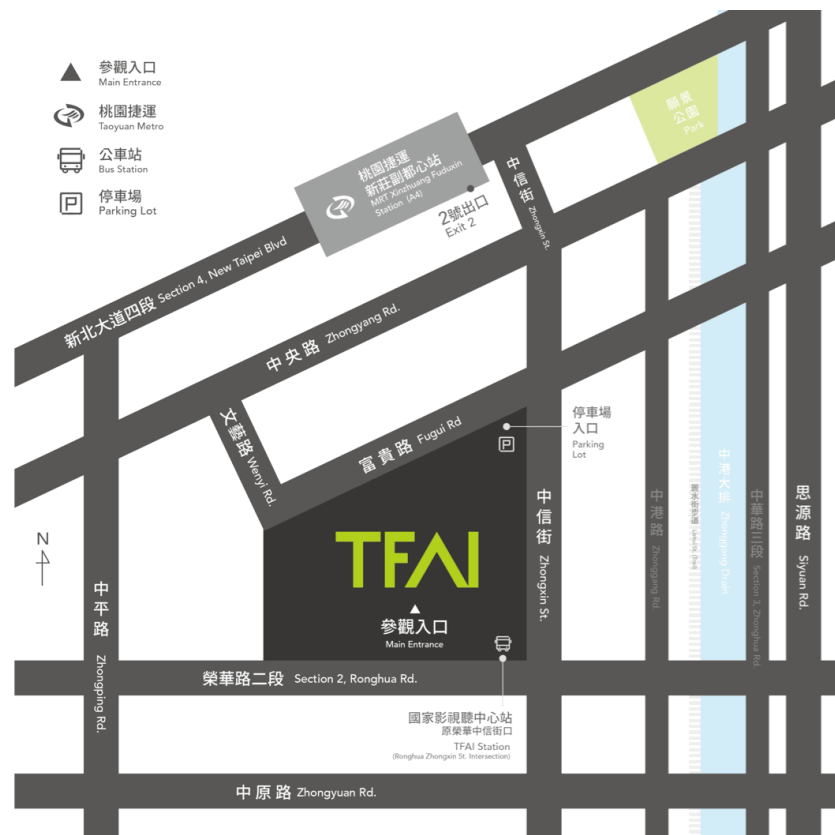 參觀入口
Main Entrance
桃園捷運
Taoyuan Metro
公車站
Bus Station
停車場
Parking Lot
願景
公園
Park
桃園捷運
新莊副都心站
MRT Xinzhuang Fuduxin
Station (A4)
2號出口
Exit 2
中信街 Zhongxin St.
新北大道四段 Section 4, New Taipei Blvd
中央路 Zhongyang Rd.
文藝路 Wenyi Rd.
富貴路 Fugui Rd
停車場
入口
Parking
Lot
P
P
N
TFAI
參觀入口
Main Entrance
中信街 Zhongxin St.
中港路 Zhonggang Rd.
中港大排 Zhonggang Drain
中華路三段 Section 3, Zhonghua Rd.
思源路 Siyuan Rd.
中平路 Zhongping Rd.
榮華路二段 Section 2, Ronghua Rd.
國家影視聽中心站
原榮華中信街口
TFAI Station
(Ronghua Zhongxin St. Intersection)
中原路 Zhongyuan Rd.